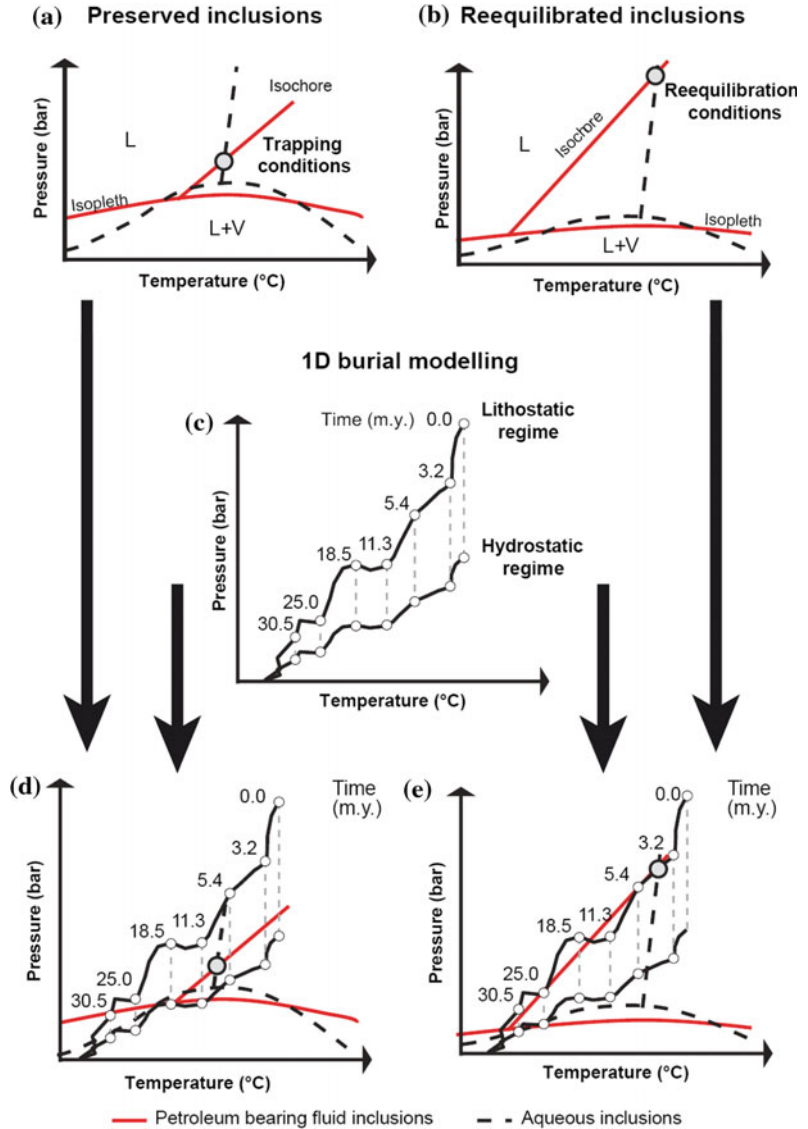 (a) Preserved inclusions
Pressure (bar)
L
Isochore
Trapping
conditions
Isopleth
L+V
Temperature (°C)
(b) Reequilibrated inclusions
Pressure (bar)
L
Isochore
Reequilibration
conditions
Isopleth
L+V
Temperature (°C)
1D burial modelling
(c)
Time (m.y.) 0.0
Lithostatic
regime
3.2
5.4
18.5 11.3
Hydrostatic
regime
25.0
30.5
Pressure (bar)
Temperature (°C)
(d)
Time
(m.y.)
0.0
3.2
5.4
18.5 11.3
25.0
30.5
Pressure (bar)
Temperature (°C)
(e)
Time
(m.y.)
0.0
3.2
5.4
18.5 11.3
25.0
30.5
Pressure (bar)
Temperature (°C)
Petroleum bearing fluid inclusions
Aqueous inclusions